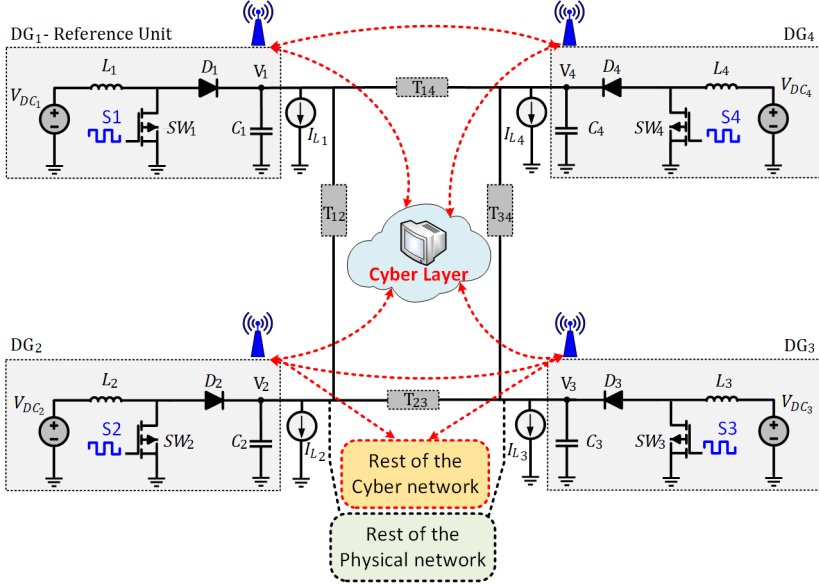 DG1- Reference Unit
DG4
L1
D1
V1
V4
D4
L4
VDC1
S1
SW1
C1
IL1
T14
IL4
C4
SW4
S4
VDC4
T12
T34
Cyber Layer
DG2
DG3
L2
D2
V2
V3
D3
L3
VDC2
S2
SW2
C2
IL2
T23
IL3
C3
SW3
S3
VDC3
Rest of the
Cyber network
Rest of the
Physical network